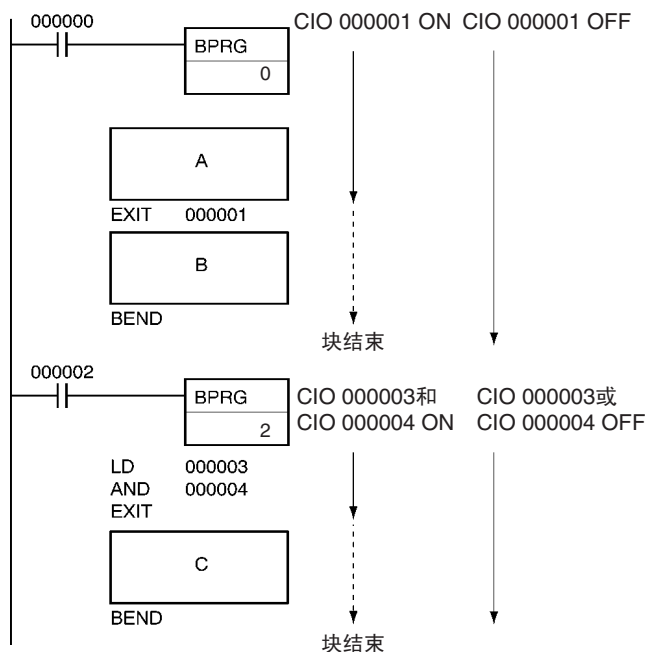 000000
BPRG
0
CIO 000001 ON CIO 000001 OFF
A
EXIT 000001
B
BEND
块结束
000002
BPRG
2
CIO 000003和 CIO 000003或
CIO 000004 ON CIO 000004 OFF
LD 000003
AND 000004
EXIT
C
BEND
块结束